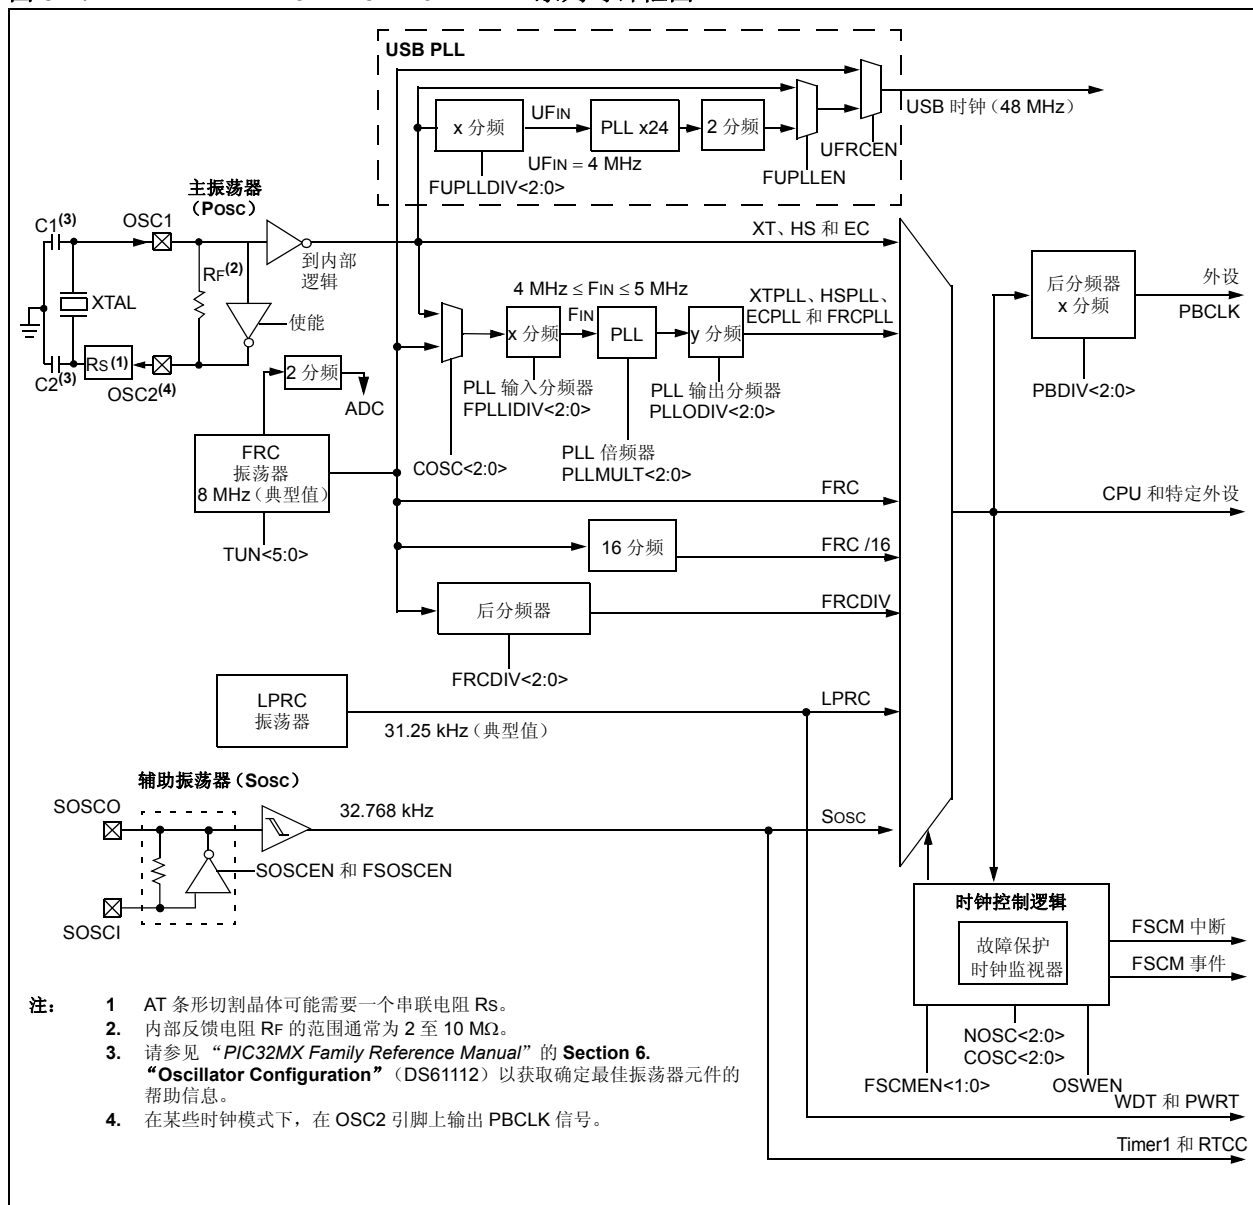 USB PLL
USB 时钟（48 MHz）
x 分频
UFIN
PLL x24
2 分频
UFIN = 4 MHz
UFRCEN
FUPLLEN
FUPLLDIV<2:0>
主振荡器
（POSC）
C1(3)
OSC1
XT、HS 和 EC
到内部
逻辑
RF(2)
XTAL
使能
C2(3)
RS(1)
OSC2(4)
4 MHz ≤ FIN ≤ 5 MHz
FIN
XTPLL、HSPLL、
ECPLL 和 FRCPLL
x 分频
PLL
y 分频
后分频器
x 分频
外设
PBCLK
PBDIV<2:0>
2 分频
ADC
PLL 输入分频器
FPLLIDIV<2:0>
PLL 输出分频器
PLLODIV<2:0>
PLL 倍频器
PLLMULT<2:0>
COSC<2:0>
FRC
振荡器
8 MHz（典型值）
TUN<5:0>
FRC
CPU 和特定外设
16 分频
FRC /16
后分频器
FRCDIV
FRCDIV<2:0>
LPRC
振荡器
LPRC
31.25 kHz（典型值）
辅助振荡器（SOSC）
SOSCO
32.768 kHz
SOSC
SOSCEN 和 FSOSCEN
SOSCI
时钟控制逻辑
故障保护
时钟监视器
FSCM 中断
FSCM 事件
NOSC<2:0>
COSC<2:0>
FSCMEN<1:0>
OSWEN
WDT 和 PWRT
Timer1 和 RTCC
注： 1 AT 条形切割晶体可能需要一个串联电阻 RS。
2. 内部反馈电阻 RF 的范围通常为 2 至 10 MΩ。
3. 请参见 “PIC32MX Family Reference Manual”的 Section 6.
“Oscillator Configuration”（DS61112）以获取确定最佳振荡器元件的
帮助信息。
4. 在某些时钟模式下，在 OSC2 引脚上输出 PBCLK 信号。